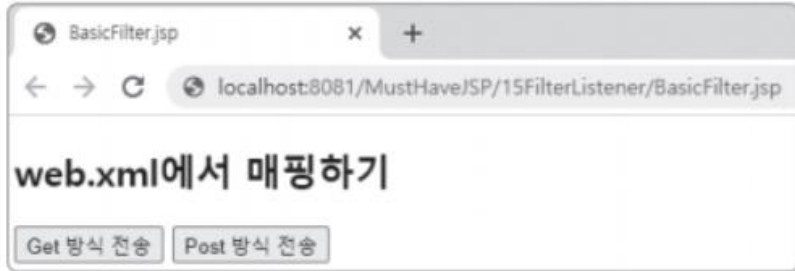 BasicFilter.jsp
localhost:8081/MustHaveJSP/15FilterListener/BasicFilter.jsp
web.xml에서 매핑하기
Get 방식 전송 Post 방식 전송